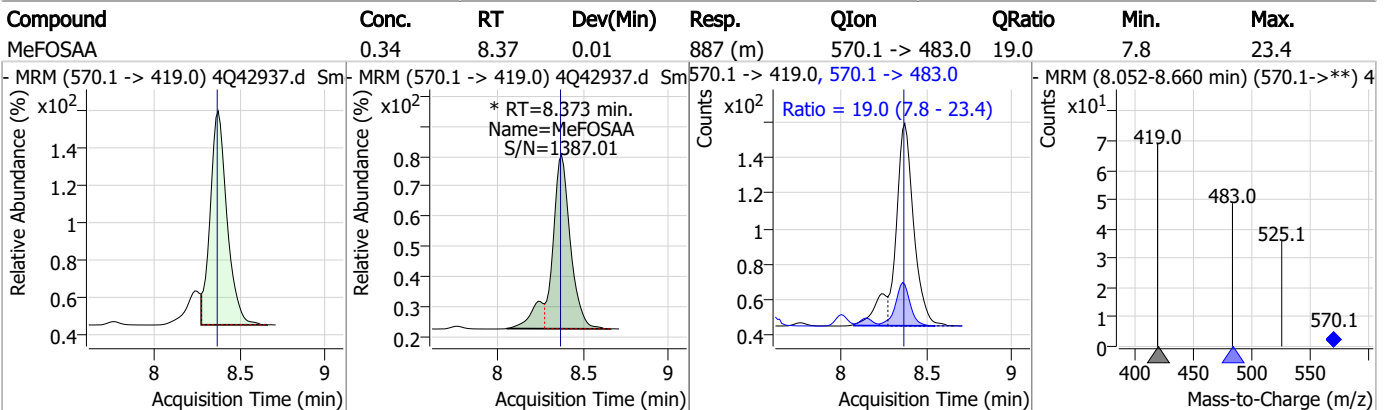 Compound Conc. RT Dev(Min) Resp. QIon QRatio Min. Max.
MeFOSAA 0.34 8.37 0.01 887 (m) 570.1 -> 483.0 19.0 7.8 23.4
- MRM (570.1 -> 419.0) 4Q42937.d Sm
x10²
Relative Abundance (%)
1.4
1.2
1
0.8
0.6
0.4
8 8.5 9
Acquisition Time (min)
- MRM (570.1 -> 419.0) 4Q42937.d Sm
x10²
* RT=8.373 min.
Name=MeFOSAA
S/N=1387.01
Relative Abundance (%)
0.8
0.7
0.6
0.5
0.4
0.3
0.2
8 8.5 9
Acquisition Time (min)
570.1 -> 419.0, 570.1 -> 483.0
x10²
Ratio = 19.0 (7.8 - 23.4)
Counts
1.4
1.2
1
0.8
0.6
0.4
8 8.5 9
Acquisition Time (min)
- MRM (8.052-8.660 min) (570.1->**) 4
x10¹
Counts
7
6
5
4
3
2
1
0
419.0
483.0
525.1
570.1
400 450 500 550
Mass-to-Charge (m/z)